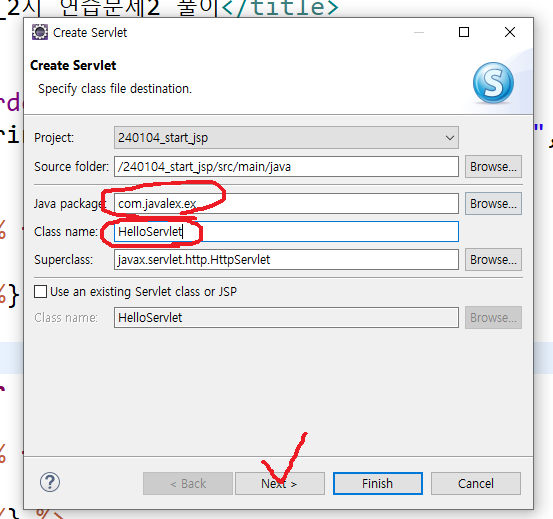 _2시 연습문제2 풀이</title>
Create Servlet
Create Servlet
Specify class file destination.
S
Project: 240104_start_jsp
Source folder: /240104_start_jsp/src/main/java Browse...
Java package: com.javalex.ex Browse...
Class name: HelloServlet
Superclass: javax.servlet.http.HttpServlet Browse...
Use an existing Servlet class or JSP
Class name: HelloServlet Browse...
? < Back Next > Finish Cancel